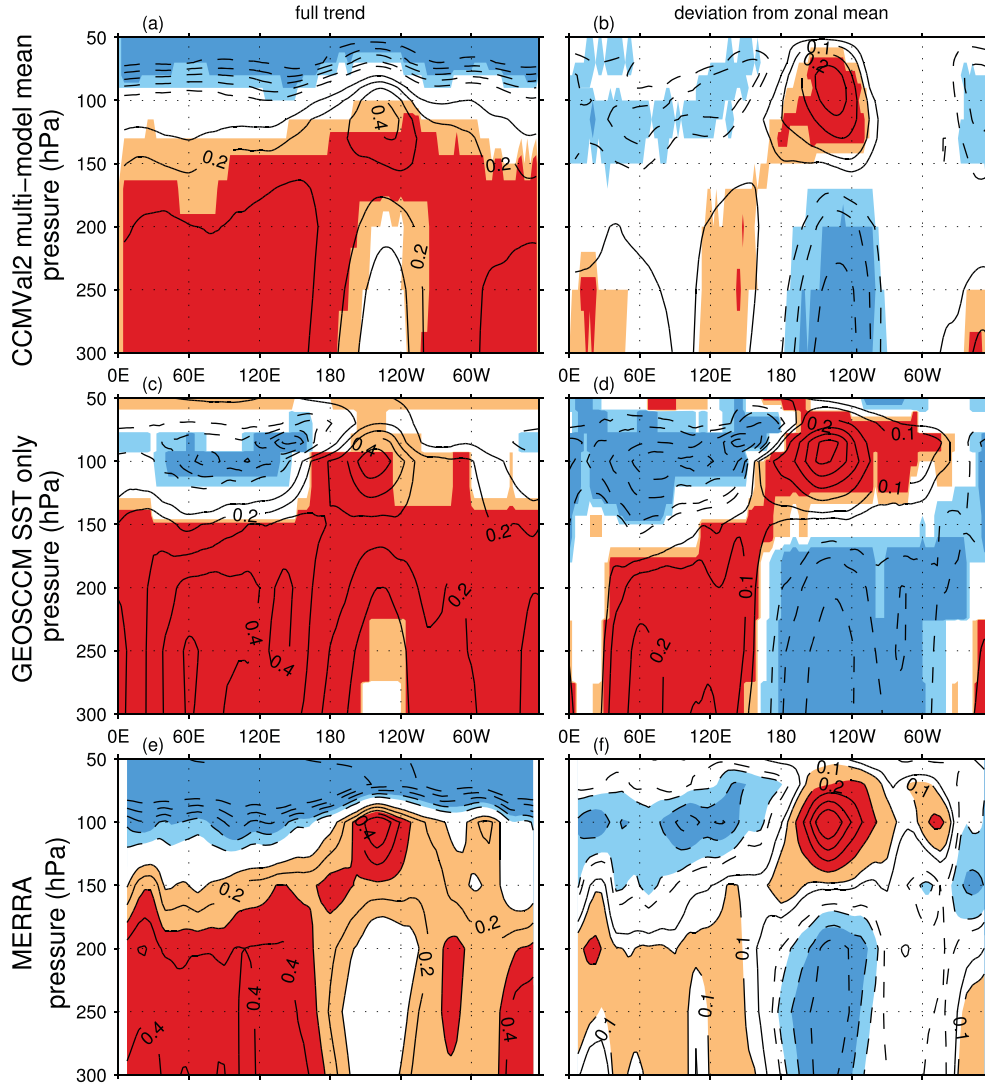 full trend
deviation from zonal mean
CCMVal2 multi−model mean
pressure (hPa)
(a)
50
100
150
200
250
300
0E 60E 120E 180 120W 60W
0.4
0.2
0.2
0.2
(b)
0E 60E 120E 180 120W 60W
0.1
0.2
GEOSCCM SST only
pressure (hPa)
(c)
50
100
150
200
250
300
0E 60E 120E 180 120W 60W
0.4
0.2
0.2
0.2
0.4
0.4
(d)
0E 60E 120E 180 120W 60W
0.2
0.1
0.1
0.1
0.2
MERRA
pressure (hPa)
(e)
50
100
150
200
250
300
0.4
0.2
0.2
0.2
0.4
0.4
0.4
0.4
(f)
0.1
0.2
0.1
0.1
0.1
0.1